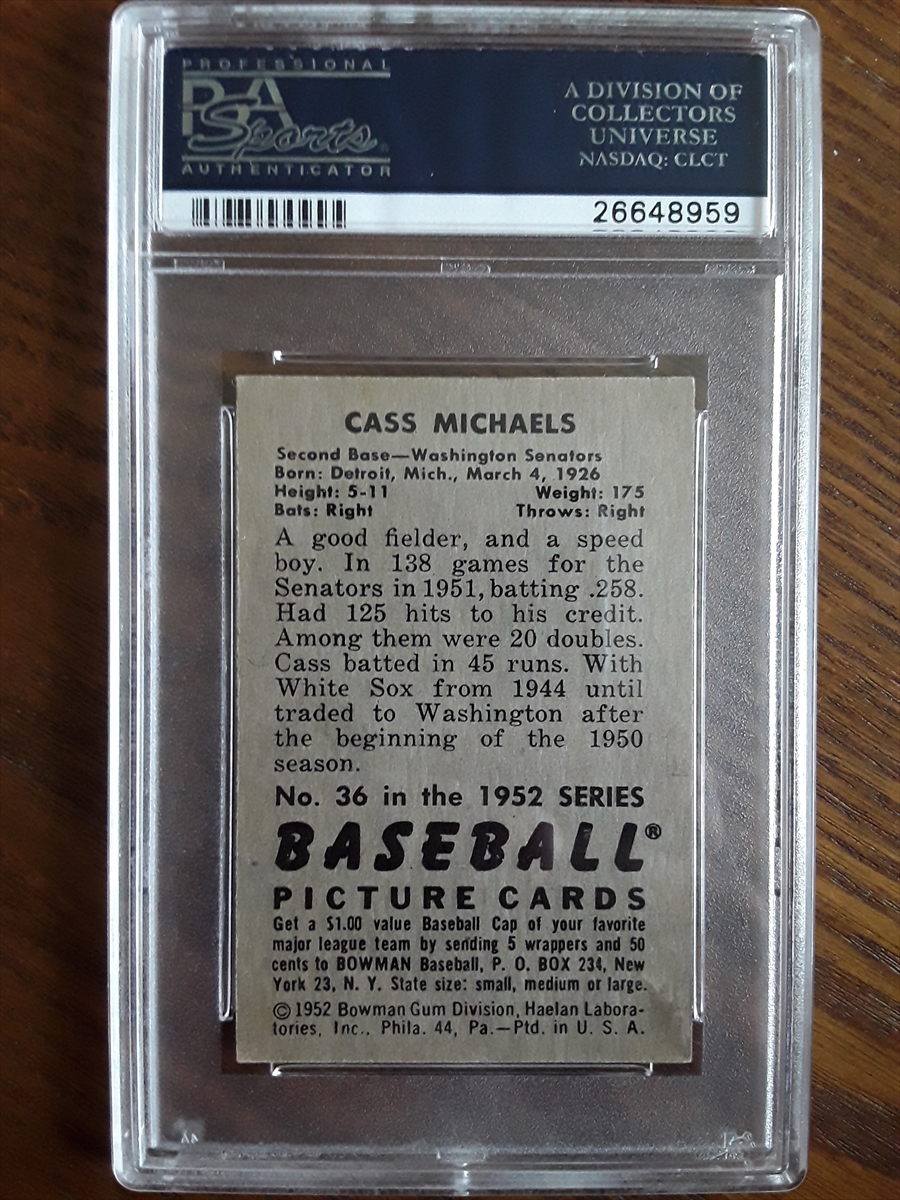 PROFESSIONAL
PSA
Sports
AUTHENTICATOR
A DIVISION OF
COLLECTORS
UNIVERSE
NASDAQ: CLCT
26648959
CASS MICHAELS
Second Base—Washington Senators
Born: Detroit, Mich., March 4, 1926
Height: 5-11 Weight: 175
Bats: Right Throws: Right
A good fielder, and a speed
boy. In 138 games for the
Senators in 1951, batting .258.
Had 125 hits to his credit.
Among them were 20 doubles.
Cass batted in 45 runs. With
White Sox from 1944 until
traded to Washington after
the beginning of the 1950
season.
No. 36 in the 1952 SERIES
BASEBALL®
PICTURE CARDS
Get a $1.00 value Baseball Cap of your favorite
major league team by sending 5 wrappers and 50
cents to BOWMAN Baseball, P. O. BOX 234, New
York 23, N. Y. State size: small, medium or large.
© 1952 Bowman Gum Division, Haelan Labora-
tories, Inc., Phila. 44, Pa.—Ptd. in U. S. A.